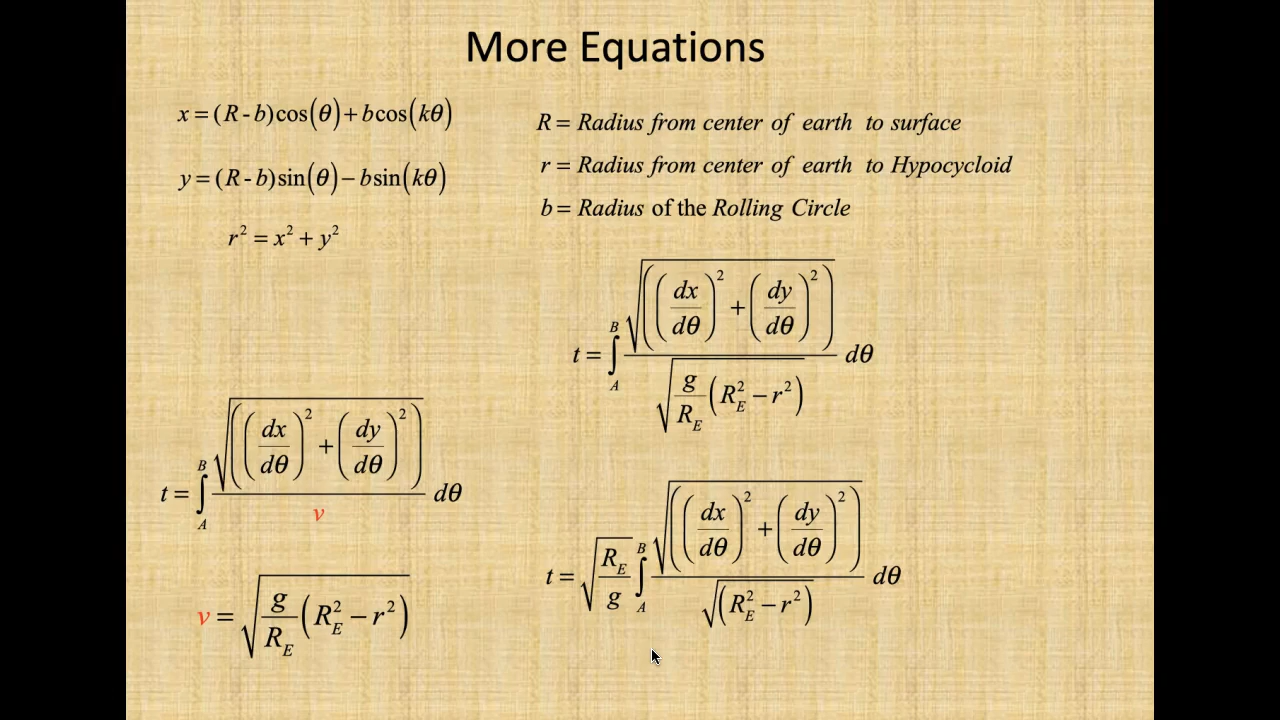 More Equations
x = (R - b)cos(θ) + bcos(kθ)
y = (R - b)sin(θ) − bsin(kθ)
r² = x² + y²
R = Radius from center of earth to surface
r = Radius from center of earth to Hypocycloid
b = Radius of the Rolling Circle
t = ∫_A^B √(((dx/dθ)² + (dy/dθ)²)) / √(g/R_E (R_E² − r²)) dθ
t = ∫_A^B √(((dx/dθ)² + (dy/dθ)²)) / v dθ
v = √(g/R_E (R_E² − r²))
t = √(R_E/g) ∫_A^B √(((dx/dθ)² + (dy/dθ)²)) / √((R_E² − r²)) dθ